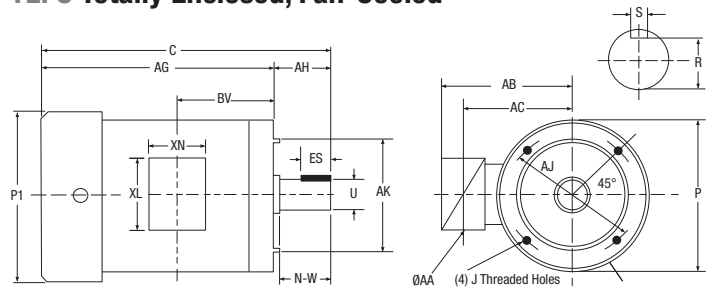 TEFC Totally Enclosed, Fan-Cooled
S
C
R
AG
AH
AB
BV
AC
XN
ES
AJ
P1
XL
U
AK
45°
P
N-W
ØAA
(4) J Threaded Holes